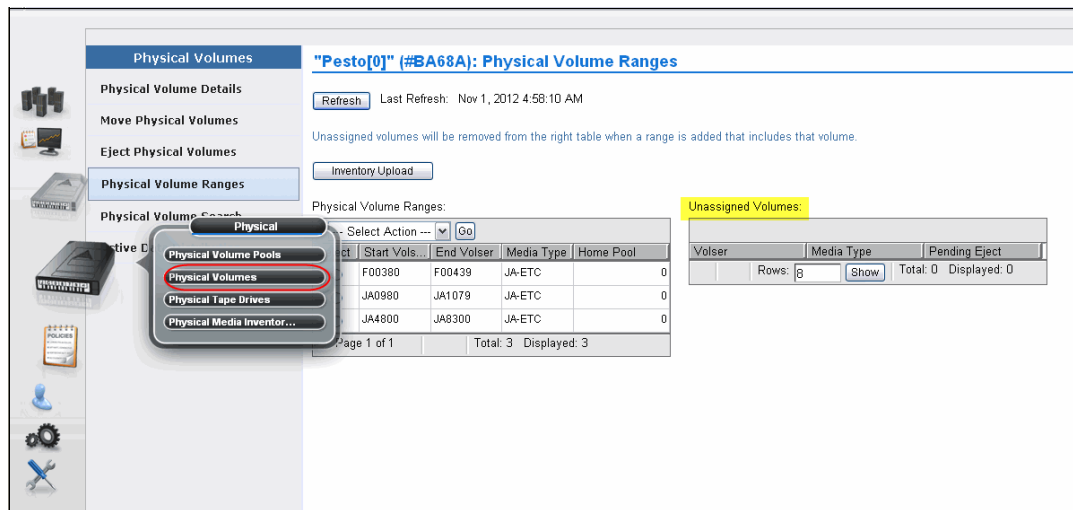 Physical Volumes
Physical Volume Details
Move Physical Volumes
Eject Physical Volumes
Physical Volume Ranges
Physical Volume Search
Physical
Physical Volume Pools
Physical Volumes
Physical Tape Drives
Physical Media Inventor...
POLICIES
"Pesto[0]" (#BA68A): Physical Volume Ranges
Refresh Last Refresh: Nov 1, 2012 4:58:10 AM
Unassigned volumes will be removed from the right table when a range is added that includes that volume.
Inventory Upload
Physical Volume Ranges:
- Select Action --- Go
Start Vols... End Volser Media Type Home Pool
F00380 F00439 JA-ETC 0
JA0980 JA1079 JA-ETC 0
JA4800 JA8300 JA-ETC 0
Page 1 of 1 Total: 3 Displayed: 3
Unassigned Volumes:
Volser Media Type Pending Eject
Rows: 8 Show Total: 0 Displayed: 0